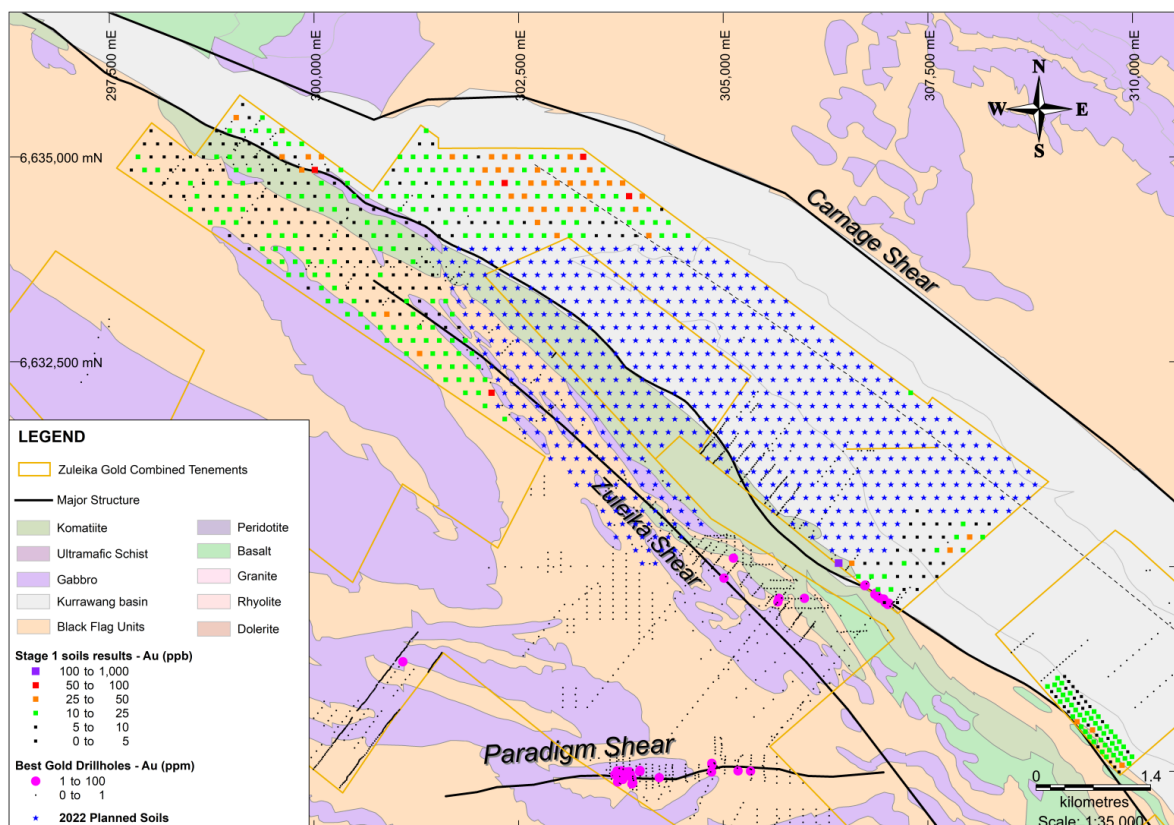 297,500 mE
300,000 mE
302,500 mE
305,000 mE
307,500 mE
310,000 mE
N
W E
S
6,635,000 mN
Carnage Shear
6,632,500 mN
LEGEND
Zuleika Gold Combined Tenements
Major Structure
Komatiite
Peridotite
Ultramafic Schist
Basalt
Gabbro
Granite
Kurrawang basin
Rhyolite
Black Flag Units
Dolerite
Zuleika Shear
Stage 1 soils results - Au (ppb)
100 to 1,000
50 to 100
25 to 50
10 to 25
5 to 10
0 to 5
Best Gold Drillholes - Au (ppm)
1 to 100
0 to 1
2022 Planned Soils
Paradigm Shear
0 1.4
kilometres
Scale: 1:35,000